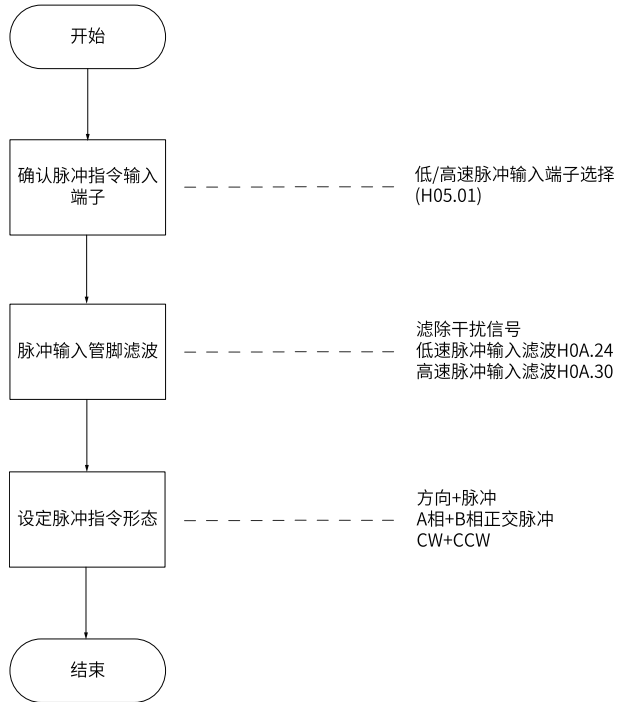 开始
确认脉冲指令输入
端子
低/高速脉冲输入端子选择
(H05.01)
脉冲输入管脚滤波
滤除干扰信号
低速脉冲输入滤波H0A.24
高速脉冲输入滤波H0A.30
设定脉冲指令形态
方向+脉冲
A相+B相正交脉冲
CW+CCW
结束